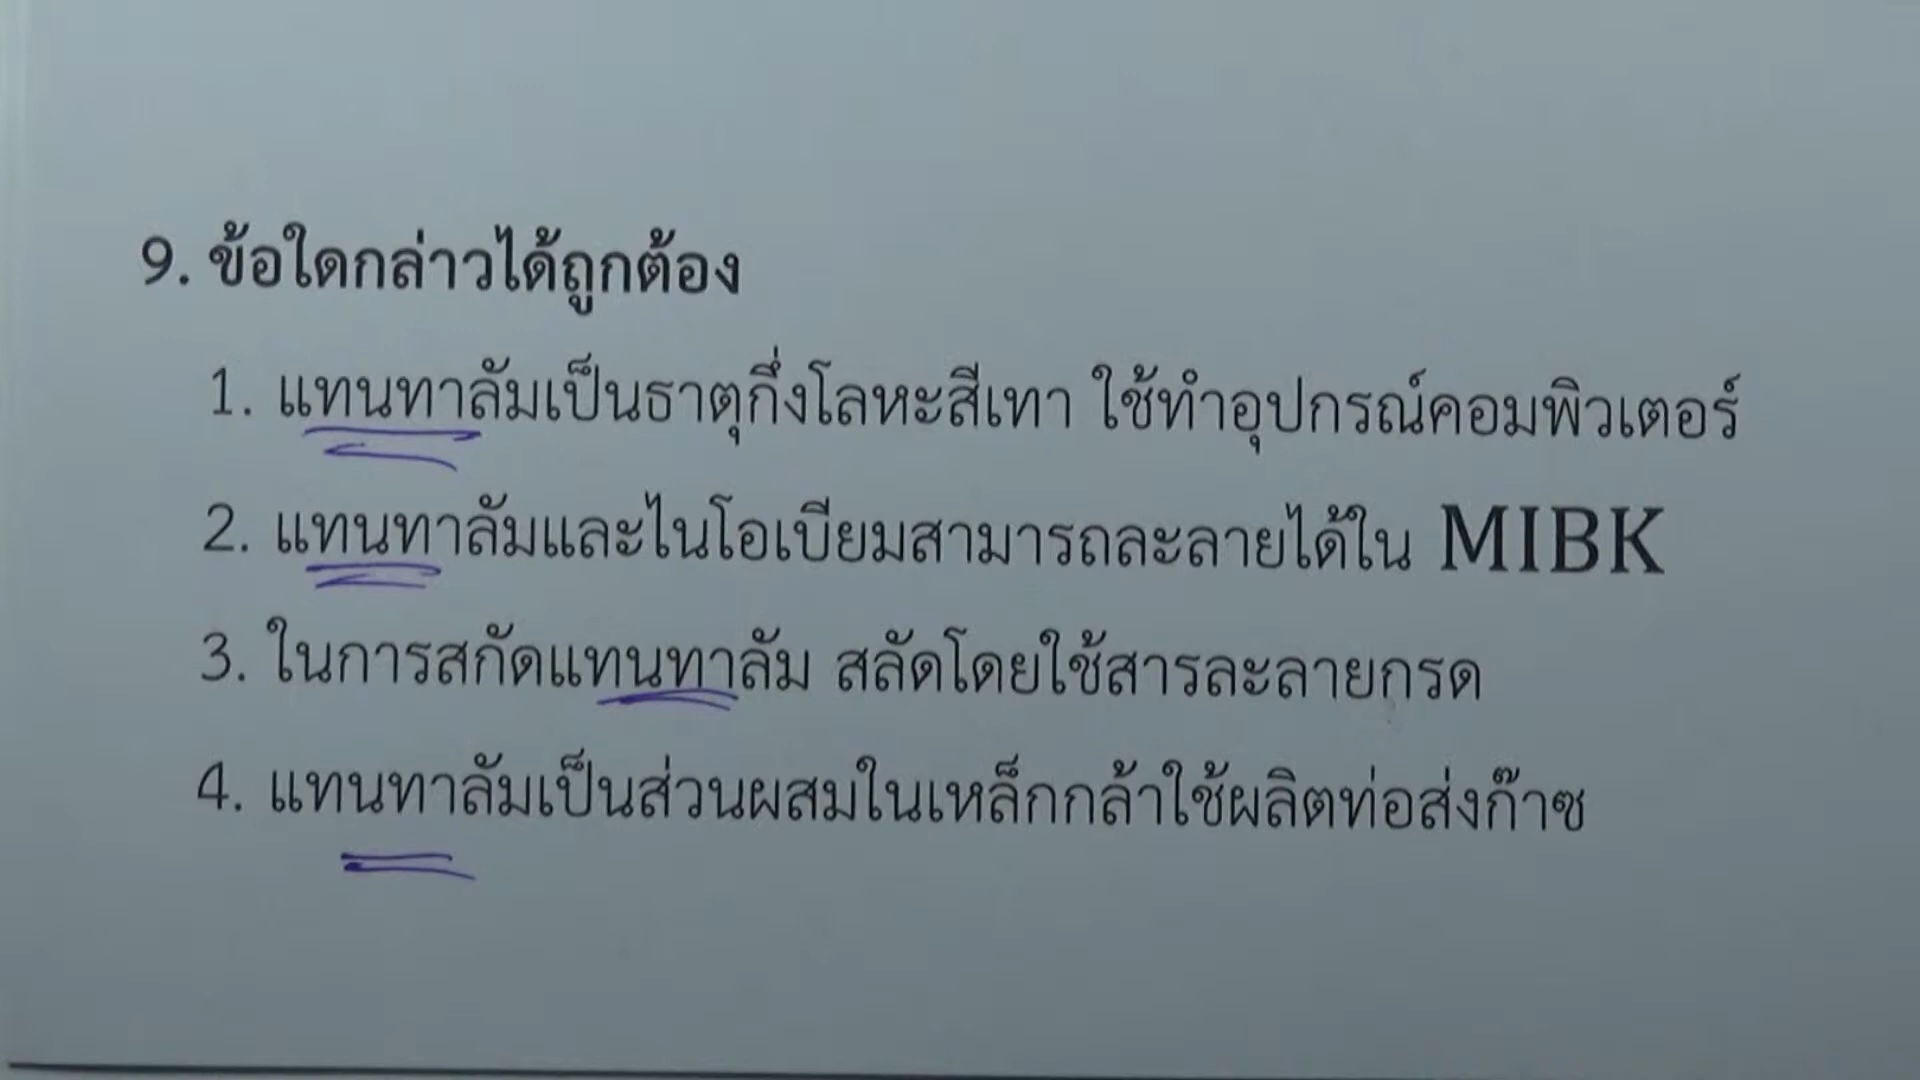 9. ข้อใดกล่าวได้ถูกต้อง
1. แทนทาลัมเป็นธาตุกึ่งโลหะสีเทา ใช้ทำอุปกรณ์คอมพิวเตอร์
2. แทนทาลัมและไนโอเบียมสามารถละลายได้ใน MIBK
3. ในการสกัดแทนทาลัม สลัดโดยใช้สารละลายกรด
4. แทนทาลัมเป็นส่วนผสมในเหล็กกล้าใช้ผลิตท่อส่งก๊าซ